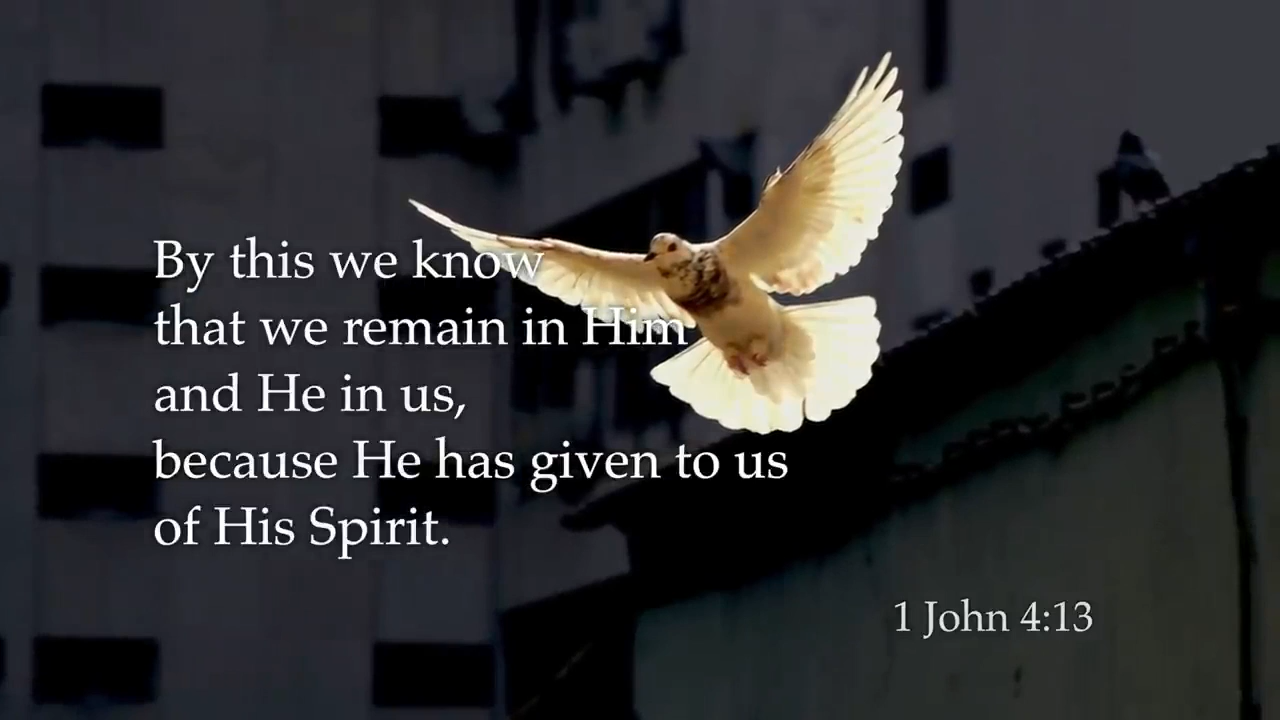 By this we know
that we remain in Him
and He in us,
because He has given to us
of His Spirit.
1 John 4:13